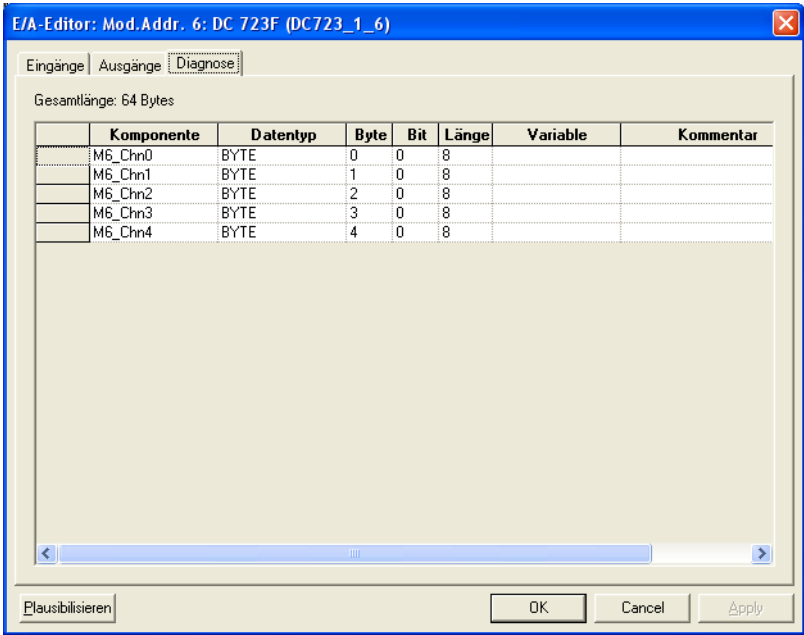 E/A-Editor: Mod.Addr. 6: DC 723F (DC723_1_6)
Eingänge Ausgänge Diagnose
Gesamtlänge: 64 Bytes
Komponente Datentyp Byte Bit Länge Variable Kommentar
M6_Chn0 BYTE 0 0 8
M6_Chn1 BYTE 1 0 8
M6_Chn2 BYTE 2 0 8
M6_Chn3 BYTE 3 0 8
M6_Chn4 BYTE 4 0 8
Plausibilisieren OK Cancel Apply